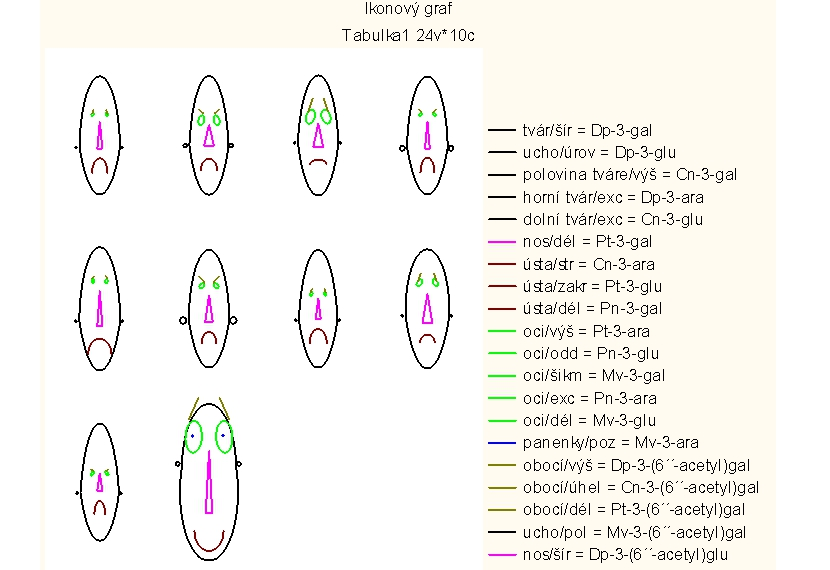 Ikonový graf
Tabulka1 24v*10c
tvár/šír = Dp-3-gal
ucho/úrov = Dp-3-glu
polovina tváre/výš = Cn-3-gal
horní tvár/exc = Dp-3-ara
dolní tvár/exc = Cn-3-glu
nos/dél = Pt-3-gal
ústa/str = Cn-3-ara
ústa/zakr = Pt-3-glu
ústa/dél = Pn-3-gal
oci/výš = Pt-3-ara
oci/odd = Pn-3-glu
oci/šikm = Mv-3-gal
oci/exc = Pn-3-ara
oci/dél = Mv-3-glu
panenky/poz = Mv-3-ara
obocí/výš = Dp-3-(6´´-acetyl)gal
obocí/úhel = Cn-3-(6´´-acetyl)gal
obocí/dél = Pt-3-(6´´-acetyl)gal
ucho/pol = Mv-3-(6´´-acetyl)gal
nos/šír = Dp-3-(6´´-acetyl)glu